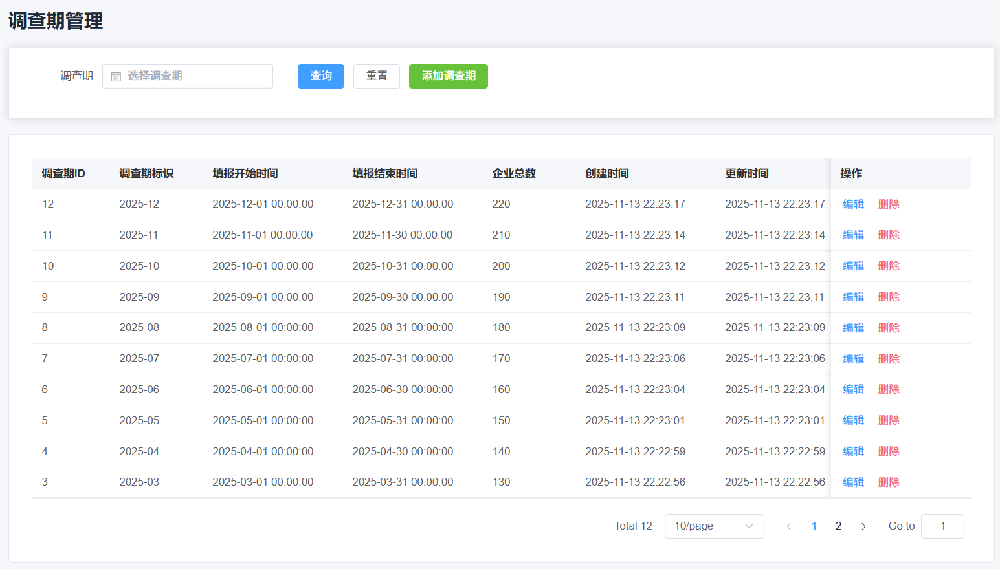 调查期管理
调查期 选择调查期 查询 重置 添加调查期
调查期ID 调查期标识 填报开始时间 填报结束时间 企业总数 创建时间 更新时间 操作
12 2025-12 2025-12-01 00:00:00 2025-12-31 00:00:00 220 2025-11-13 22:23:17 2025-11-13 22:23:17 编辑 删除
11 2025-11 2025-11-01 00:00:00 2025-11-30 00:00:00 210 2025-11-13 22:23:14 2025-11-13 22:23:14 编辑 删除
10 2025-10 2025-10-01 00:00:00 2025-10-31 00:00:00 200 2025-11-13 22:23:12 2025-11-13 22:23:12 编辑 删除
9 2025-09 2025-09-01 00:00:00 2025-09-30 00:00:00 190 2025-11-13 22:23:11 2025-11-13 22:23:11 编辑 删除
8 2025-08 2025-08-01 00:00:00 2025-08-31 00:00:00 180 2025-11-13 22:23:09 2025-11-13 22:23:09 编辑 删除
7 2025-07 2025-07-01 00:00:00 2025-07-31 00:00:00 170 2025-11-13 22:23:06 2025-11-13 22:23:06 编辑 删除
6 2025-06 2025-06-01 00:00:00 2025-06-30 00:00:00 160 2025-11-13 22:23:04 2025-11-13 22:23:04 编辑 删除
5 2025-05 2025-05-01 00:00:00 2025-05-31 00:00:00 150 2025-11-13 22:23:01 2025-11-13 22:23:01 编辑 删除
4 2025-04 2025-04-01 00:00:00 2025-04-30 00:00:00 140 2025-11-13 22:22:59 2025-11-13 22:22:59 编辑 删除
3 2025-03 2025-03-01 00:00:00 2025-03-31 00:00:00 130 2025-11-13 22:22:56 2025-11-13 22:22:56 编辑 删除
Total 12 10/page 1 2 Go to 1